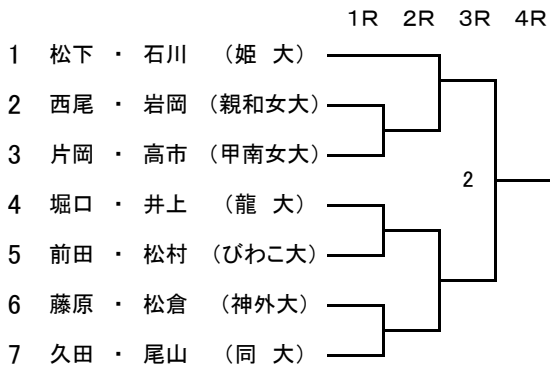 1R 2R 3R 4R
1 松下 ・ 石川 (姫 大)
2 西尾 ・ 岩岡 (親和女大)
3 片岡 ・ 高市 (甲南女大)
2
4 堀口 ・ 井上 (龍 大)
5 前田 ・ 松村 (びわこ大)
6 藤原 ・ 松倉 (神外大)
7 久田 ・ 尾山 (同 大)